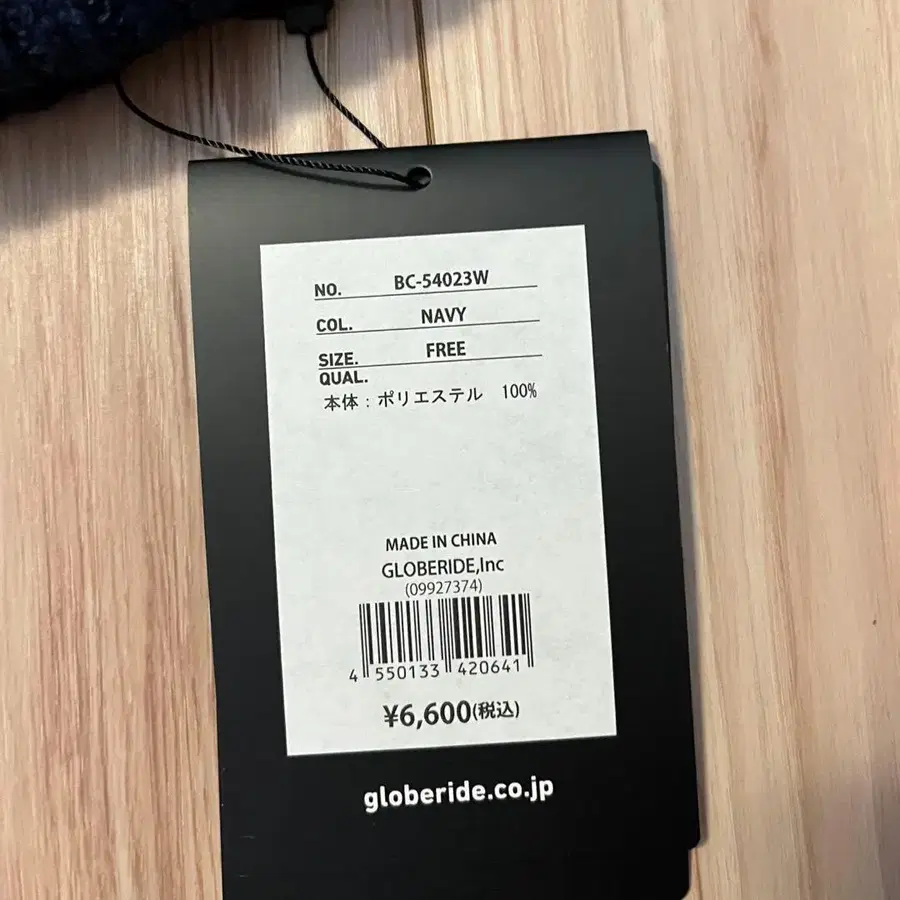 NO. BC-54023W
COL. NAVY
SIZE. FREE
QUAL.
本体：ポリエステル 100%
MADE IN CHINA
GLOBERIDE,Inc
(09927374)
4 550133 420641
¥6,600(税込)
globeride.co.jp